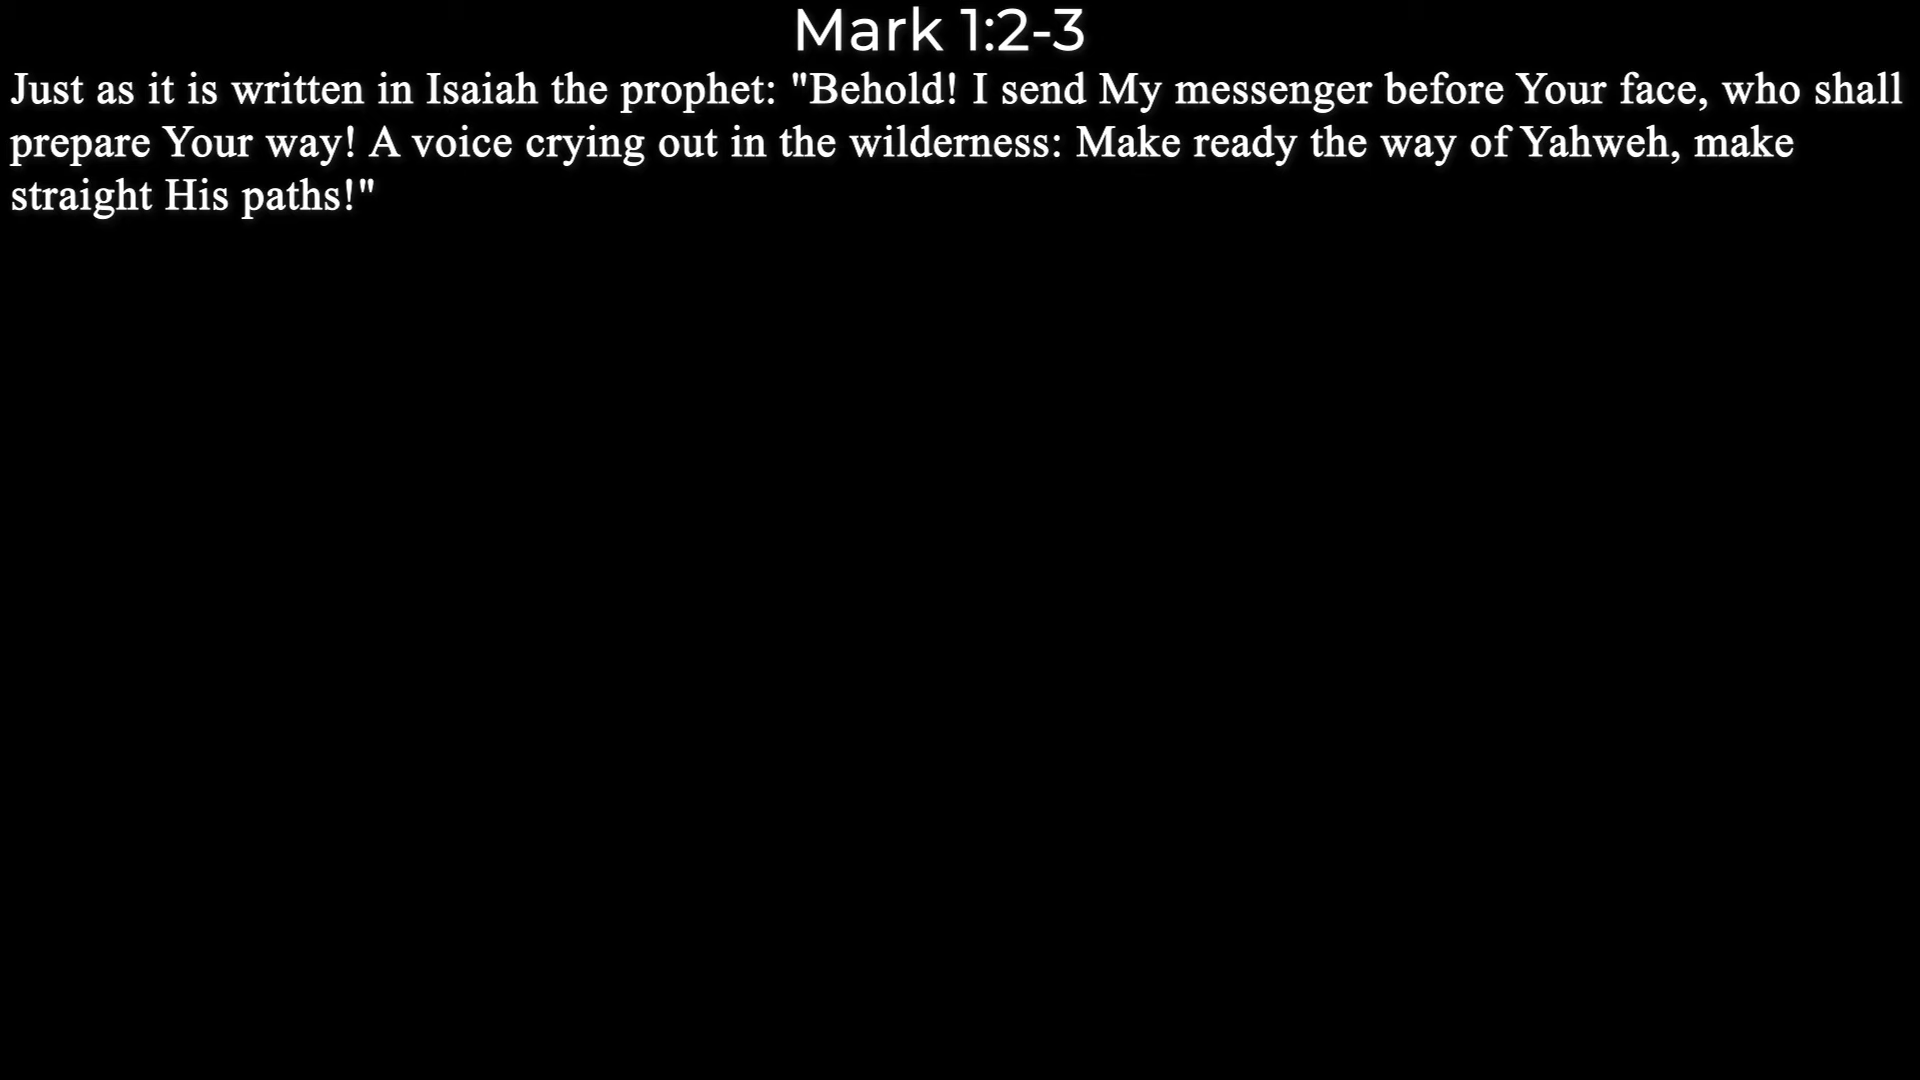 Mark 1:2-3
Just as it is written in Isaiah the prophet: "Behold! I send My messenger before Your face, who shall
prepare Your way! A voice crying out in the wilderness: Make ready the way of Yahweh, make
straight His paths!"